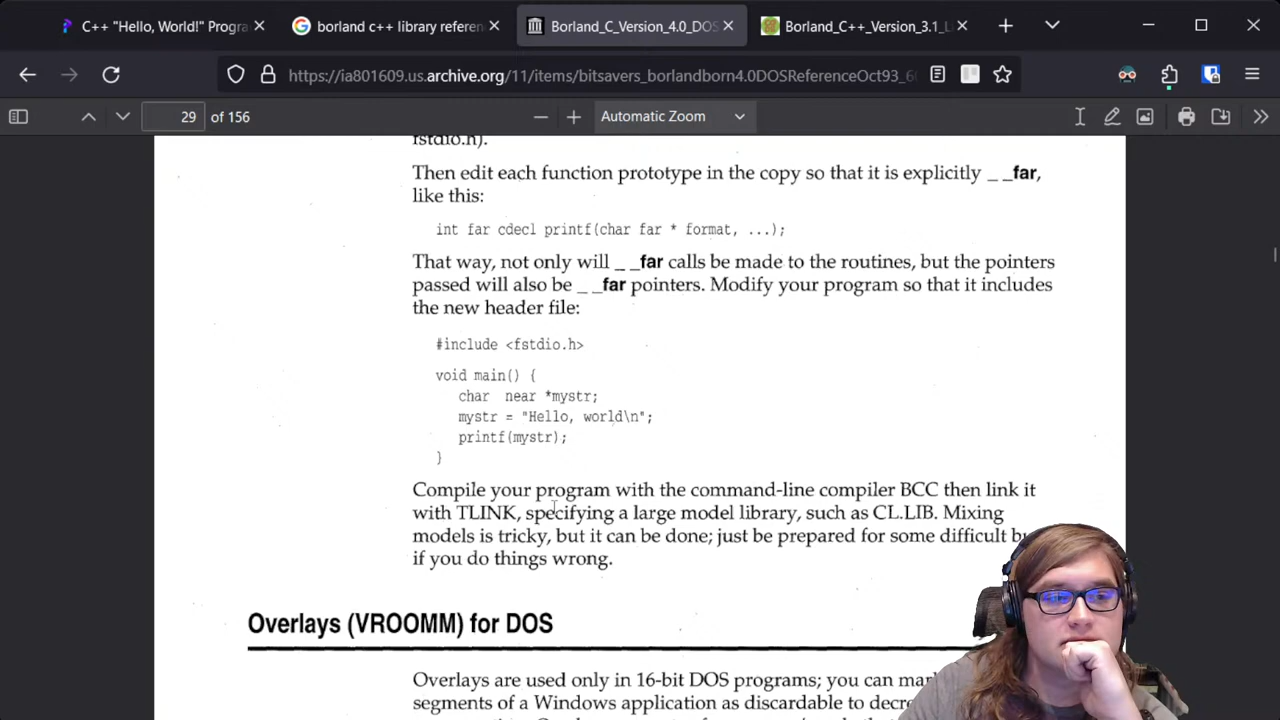 C++ "Hello, World!" Progra
borland c++ library referen
Borland_C_Version_4.0_DOS
Borland_C++_Version_3.1_L
https://ia801609.us.archive.org/11/items/bitsavers_borlandborn4.0DOSReferenceOct93_6
29 of 156
Automatic Zoom
fstdio.h).
Then edit each function prototype in the copy so that it is explicitly _ _far,
like this:
int far cdecl printf(char far * format, ...);
That way, not only will _ _far calls be made to the routines, but the pointers
passed will also be _ _far pointers. Modify your program so that it includes
the new header file:
#include <fstdio.h>
void main() {
char near *mystr;
mystr = "Hello, world\n";
printf(mystr);
}
Compile your program with the command-line compiler BCC then link it
with TLINK, specifying a large model library, such as CL.LIB. Mixing
models is tricky, but it can be done; just be prepared for some difficult bu
if you do things wrong.
Overlays (VROOMM) for DOS
Overlays are used only in 16-bit DOS programs; you can mark
segments of a Windows application as discardable to decre